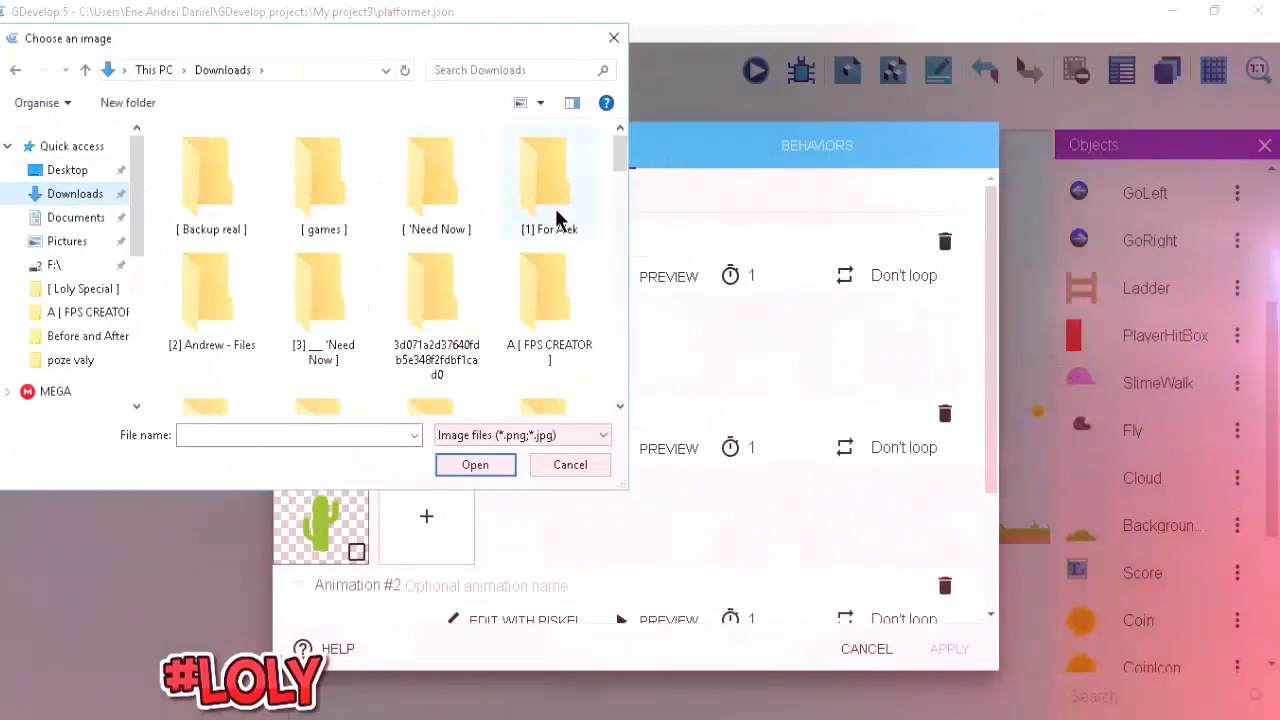 GDevelop 5 - C:\Users\Ene Andrei Daniel\GDevelop projects\My project3\platformer.json
Choose an image
This PC
Downloads
Search Downloads
Organise
New folder
Quick access
Desktop
Downloads
Documents
Pictures
F:\
[ Loly Special ]
A [ FPS CREATOR
Before and After
poze valy
MEGA
[ Backup real ]
[ games ]
[ 'Need Now ]
[1] For
[2] Andrew - Files
[3] __ 'Need
Now ]
3d071a2d37640fd
b5e348f2fdbf1ca
d0
A [ FPS CREATOR
]
File name:
Image files (*.png;*.jpg)
Open
Cancel
BEHAVIORS
PREVIEW
1
Don't loop
PREVIEW
1
Don't loop
+
Animation #2
Optional animation name
EDIT WITH PISKEL
PREVIEW
Don't loop
HELP
CANCEL
APPLY
1:1
Objects
GoLeft
GoRight
Ladder
PlayerHitBox
SlimeWalk
Fly
Cloud
Backgroun...
Score
Coin
CoinIcon
Search
#LOLY